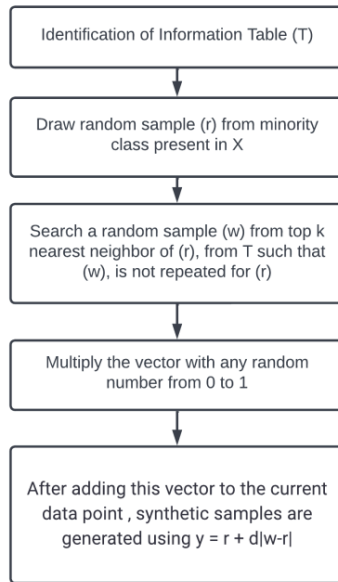 Identification of Information Table (T)
Draw random sample (r) from minority
class present in X
Search a random sample (w) from top k
nearest neighbor of (r), from T such that
(w), is not repeated for (r)
Multiply the vector with any random
number from 0 to 1
After adding this vector to the current
data point , synthetic samples are
generated using y = r + d|w-r|